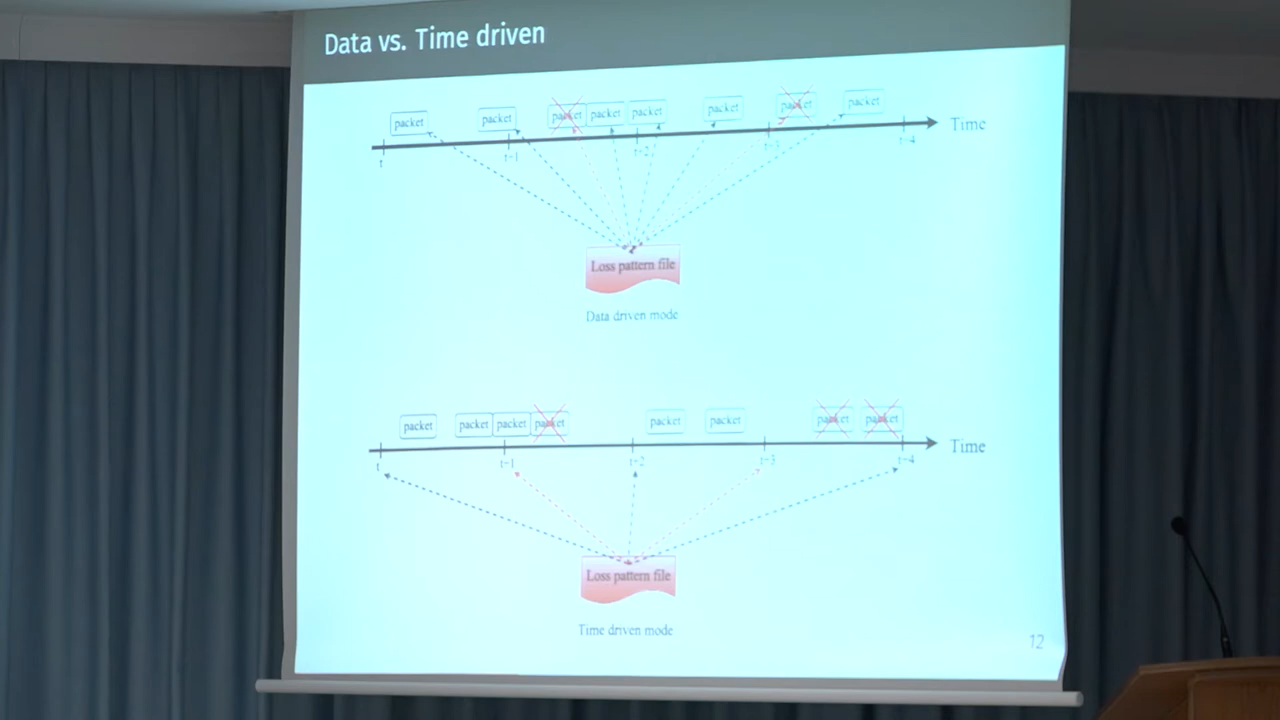 Data vs. Time driven
packet packet packet packet packet packet packet packet
Time
t t-1 t-2 t-3 t-4
Loss pattern file
Data driven mode
packet packet packet packet packet packet packet packet
Time
t t-1 t-2 t-3 t-4
Loss pattern file
Time driven mode
12